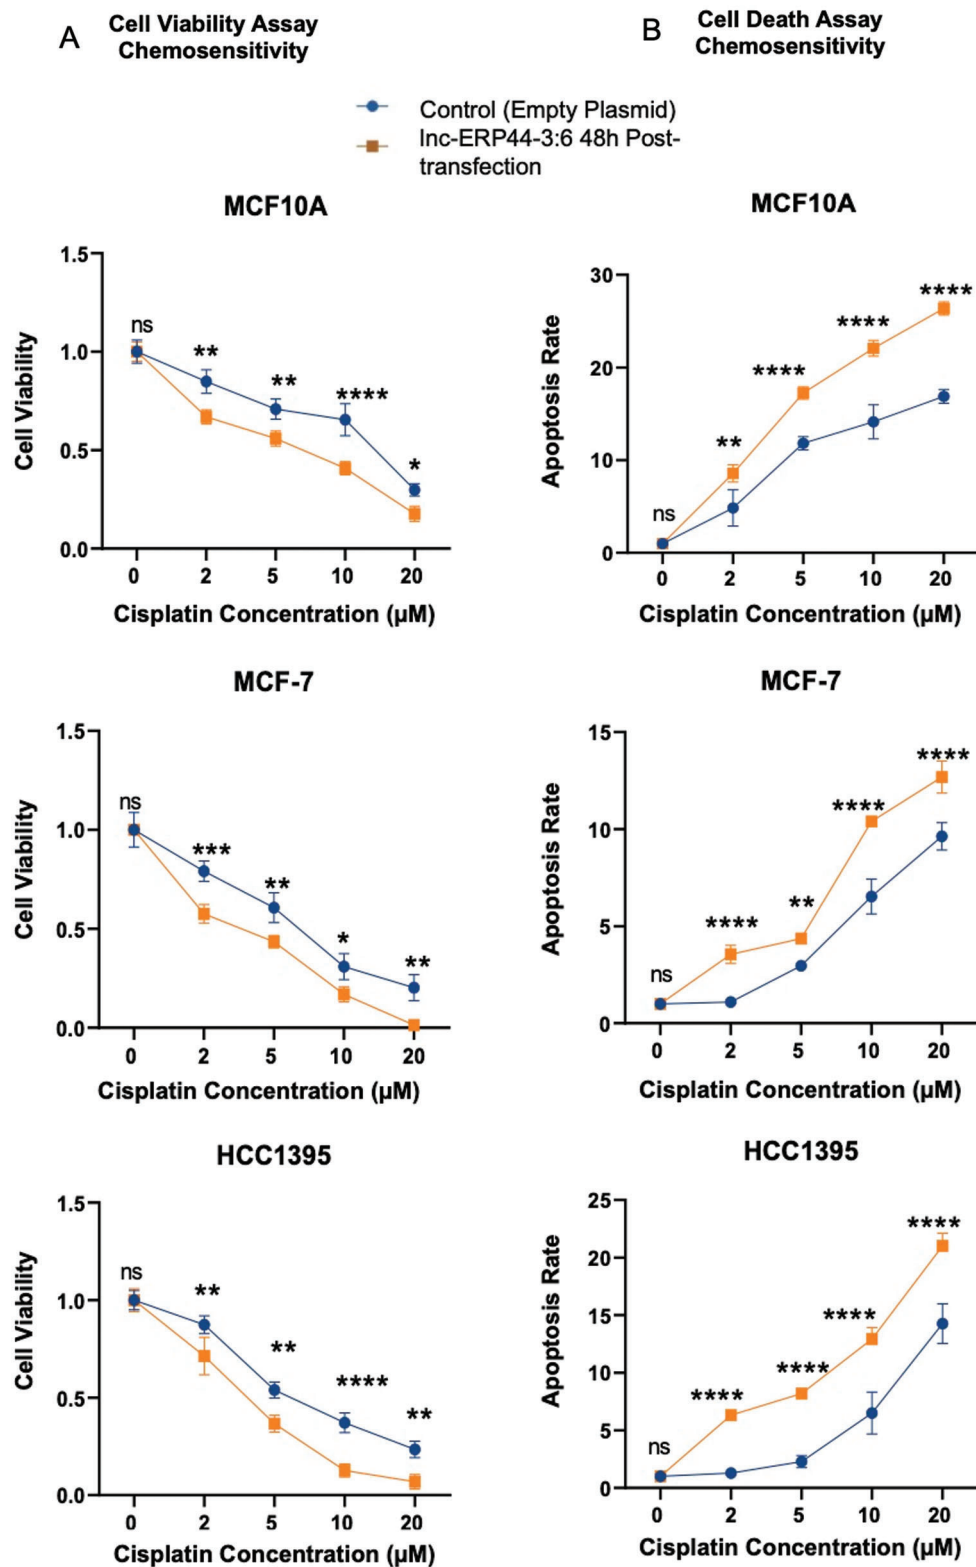 A
Cell Viability Assay
Chemosensitivity
B
Cell Death Assay
Chemosensitivity
Control (Empty Plasmid)
lnc-ERP44-3:6 48h Post-
transfection
MCF10A
Cell Viability
1.5
1.0
0.5
0.0
ns
**
**
****
*
0 2 5 10 20
Cisplatin Concentration (µM)
MCF10A
Apoptosis Rate
30
20
10
0
ns
**
****
****
****
0 2 5 10 20
Cisplatin Concentration (µM)
MCF-7
Cell Viability
1.5
1.0
0.5
0.0
ns
***
**
*
**
0 2 5 10 20
Cisplatin Concentration (µM)
MCF-7
Apoptosis Rate
15
10
5
0
ns
****
**
****
****
0 2 5 10 20
Cisplatin Concentration (µM)
HCC1395
Cell Viability
1.5
1.0
0.5
0.0
ns
**
**
****
**
0 2 5 10 20
Cisplatin Concentration (µM)
HCC1395
Apoptosis Rate
25
20
15
10
5
0
ns
****
****
****
****
0 2 5 10 20
Cisplatin Concentration (µM)